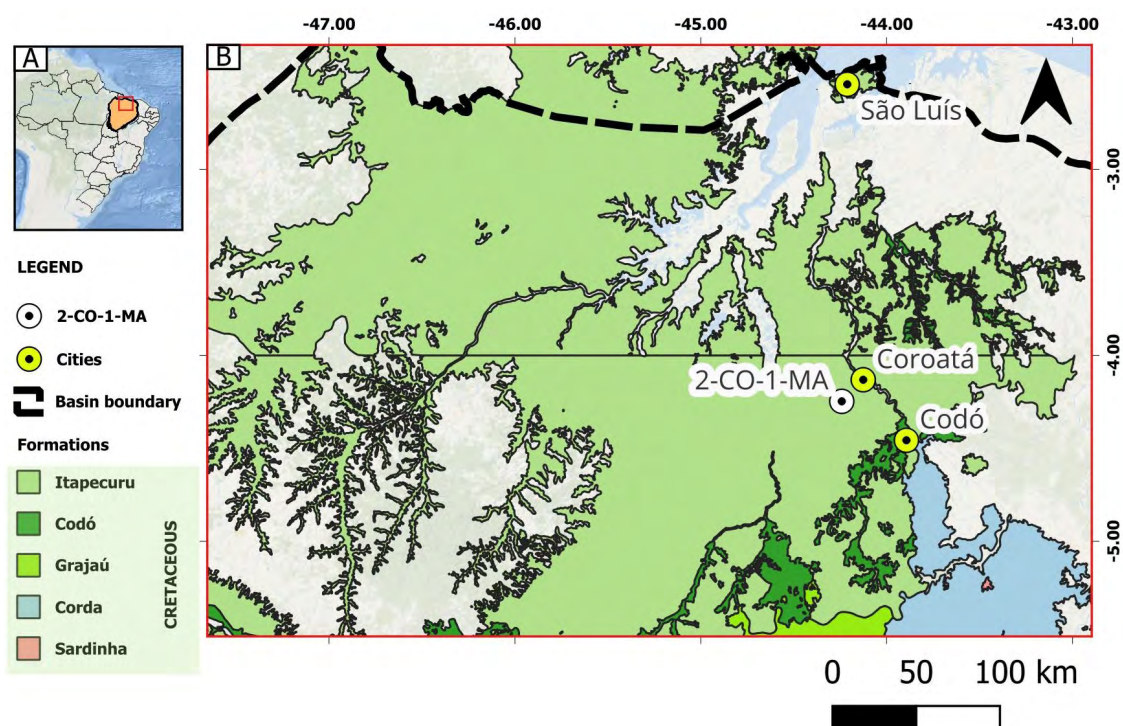 -47.00 -46.00 -45.00 -44.00 -43.00
A
B
São Luís
-3.00
LEGEND
2-CO-1-MA
Cities
Basin boundary
Formations
Itapecuru
Codó
Grajaú
Corda
Sardinha
CRETACEOUS
-4.00
Coroatá
2-CO-1-MA
Codó
-5.00
0 50 100 km